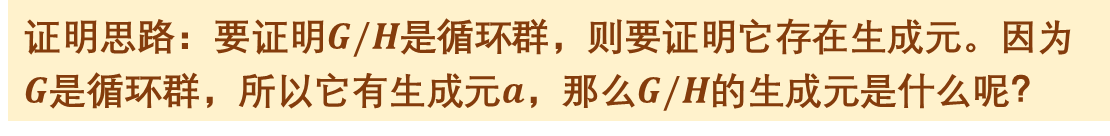 证明思路：要证明G/H是循环群，则要证明它存在生成元。因为
G是循环群，所以它有生成元a，那么G/H的生成元是什么呢?